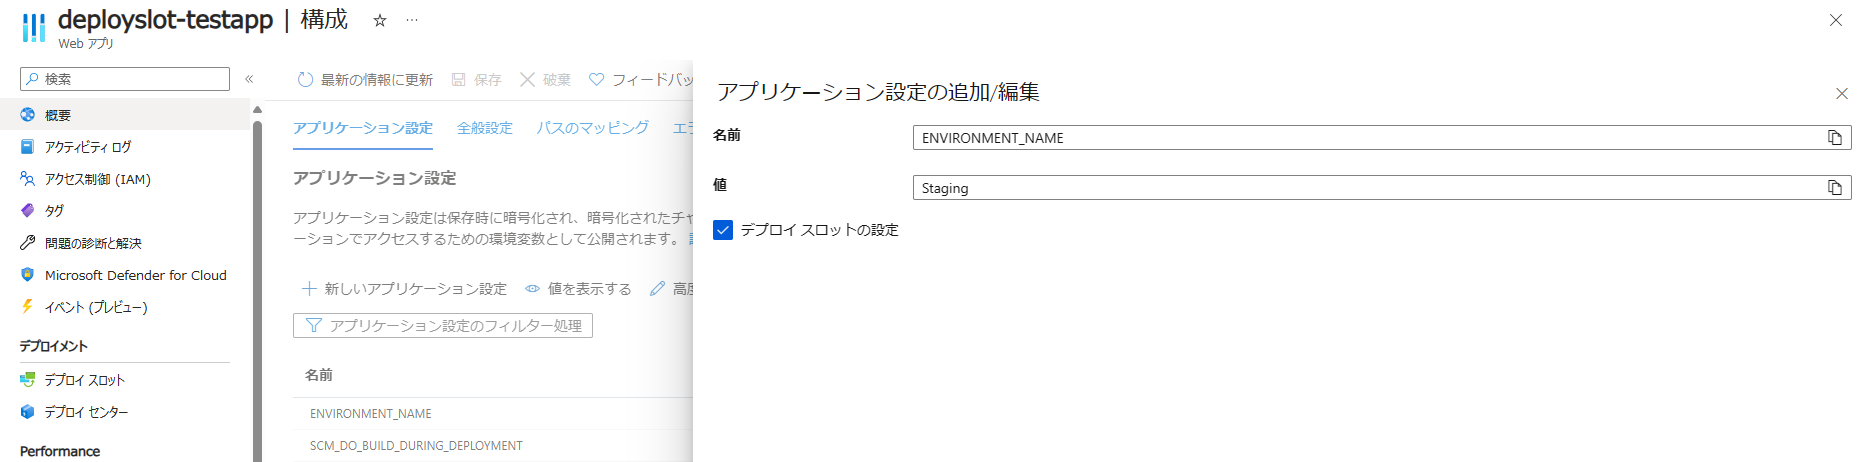 deployslot-testapp | 構成
Web アプリ
検索
概要
アクティビティ ログ
アクセス制御 (IAM)
タグ
問題の診断と解決
Microsoft Defender for Cloud
イベント (プレビュー)
デプロイメント
デプロイ スロット
デプロイ センター
Performance
最新の情報に更新 保存 破棄 フィードバッ
アプリケーション設定 全般設定 パスのマッピング エラ
アプリケーション設定
アプリケーション設定は保存時に暗号化され、暗号化されたチャ
ーションでアクセスするための環境変数として公開されます。
新しいアプリケーション設定 値を表示する 高度
アプリケーション設定のフィルター処理
名前
ENVIRONMENT_NAME
SCM_DO_BUILD_DURING_DEPLOYMENT
アプリケーション設定の追加/編集
名前 ENVIRONMENT_NAME
値 Staging
デプロイ スロットの設定